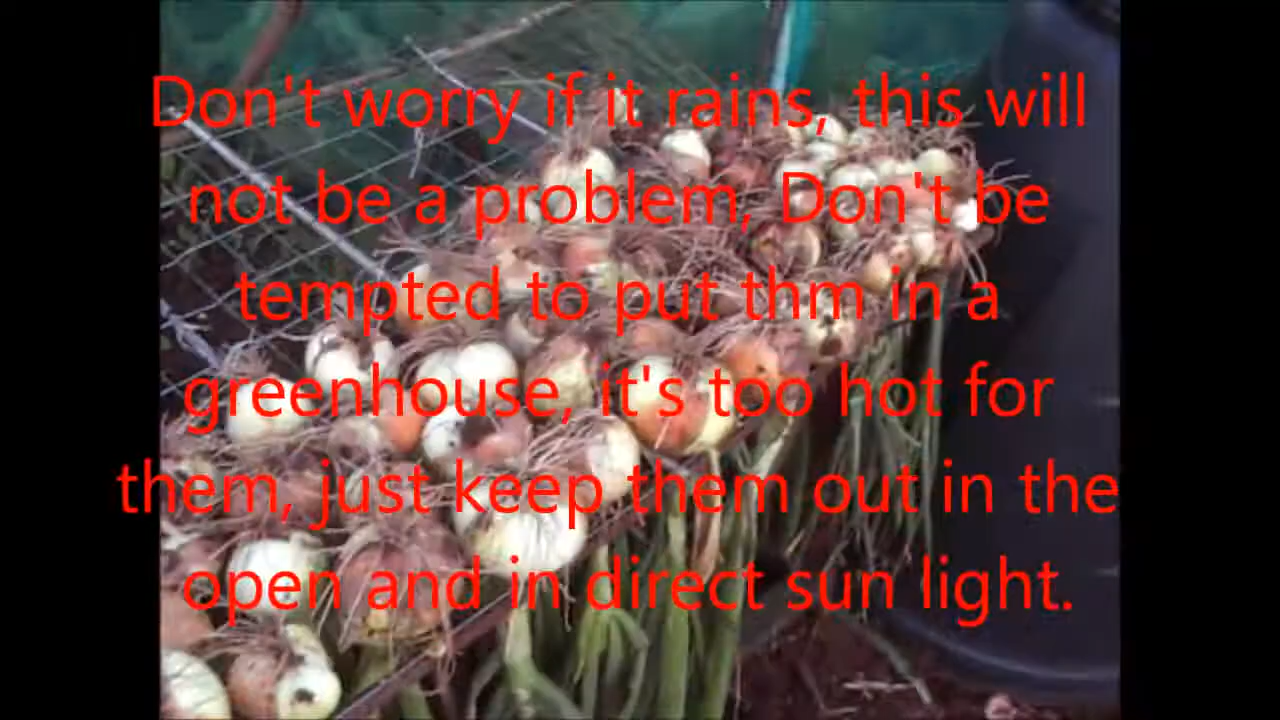 Don't worry if it rains, this will
not be a problem, Don't be
tempted to put thm in a
greenhouse, it's too hot for
them, just keep them out in the
open and in direct sun light.